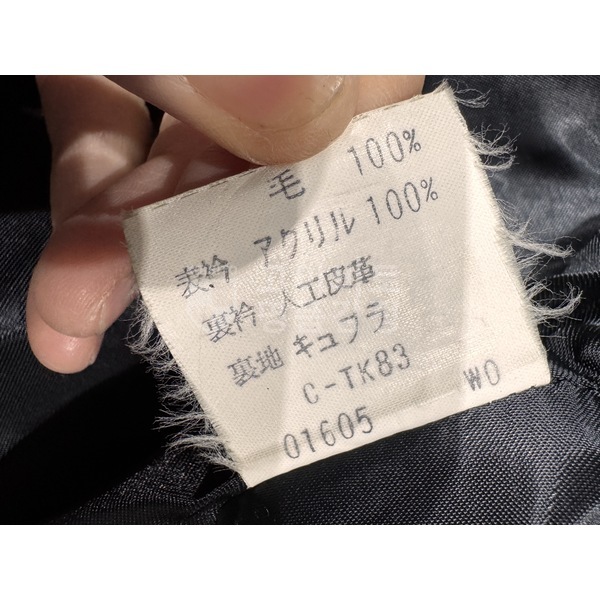 毛 100%
表衿 アクリル 100%
裏衿 人工皮革
裏地 キュプラ
C-TK83
01605 WO